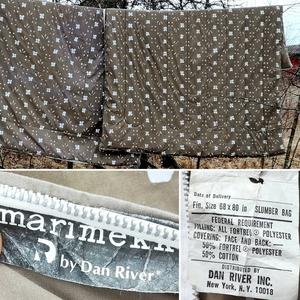 marimekk
by Dan River®
Date of Delivery
Fin. Size 68 x 80 in SLUMBER BAG
FEDERAL REQUIREMENT
FILLING: ALL FORTREL® POLYESTER
COVERING: FACE AND BACK:
50% FORTREL® POLYESTER
50% COTTON
DISTRIBUTED BY
DAN RIVER INC.
New York, N.Y. 10018